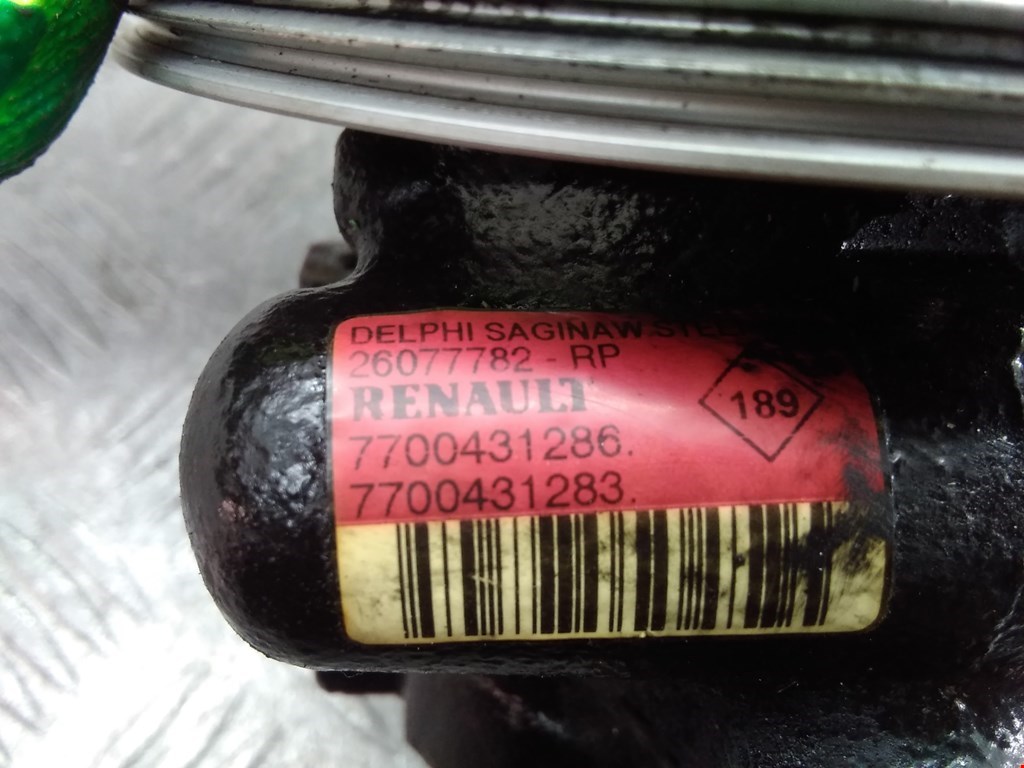 DELPHI SAGINAW
26077782 - RP
RENAULT
189
7700431286.
7700431283.